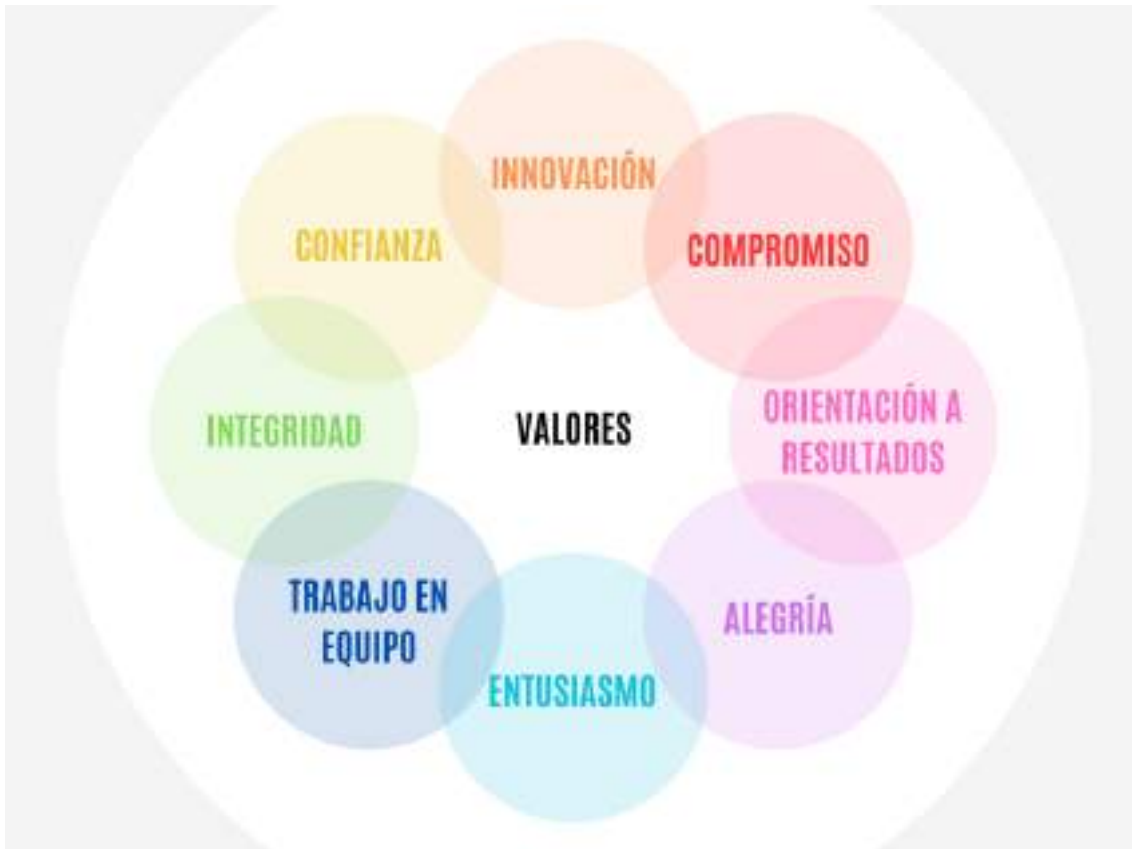 INNOVACIÓN
COMPROMISO
CONFIANZA
ORIENTACIÓN A
RESULTADOS
VALORES
INTEGRIDAD
TRABAJO EN
EQUIPO
ALEGRÍA
ENTUSIASMO